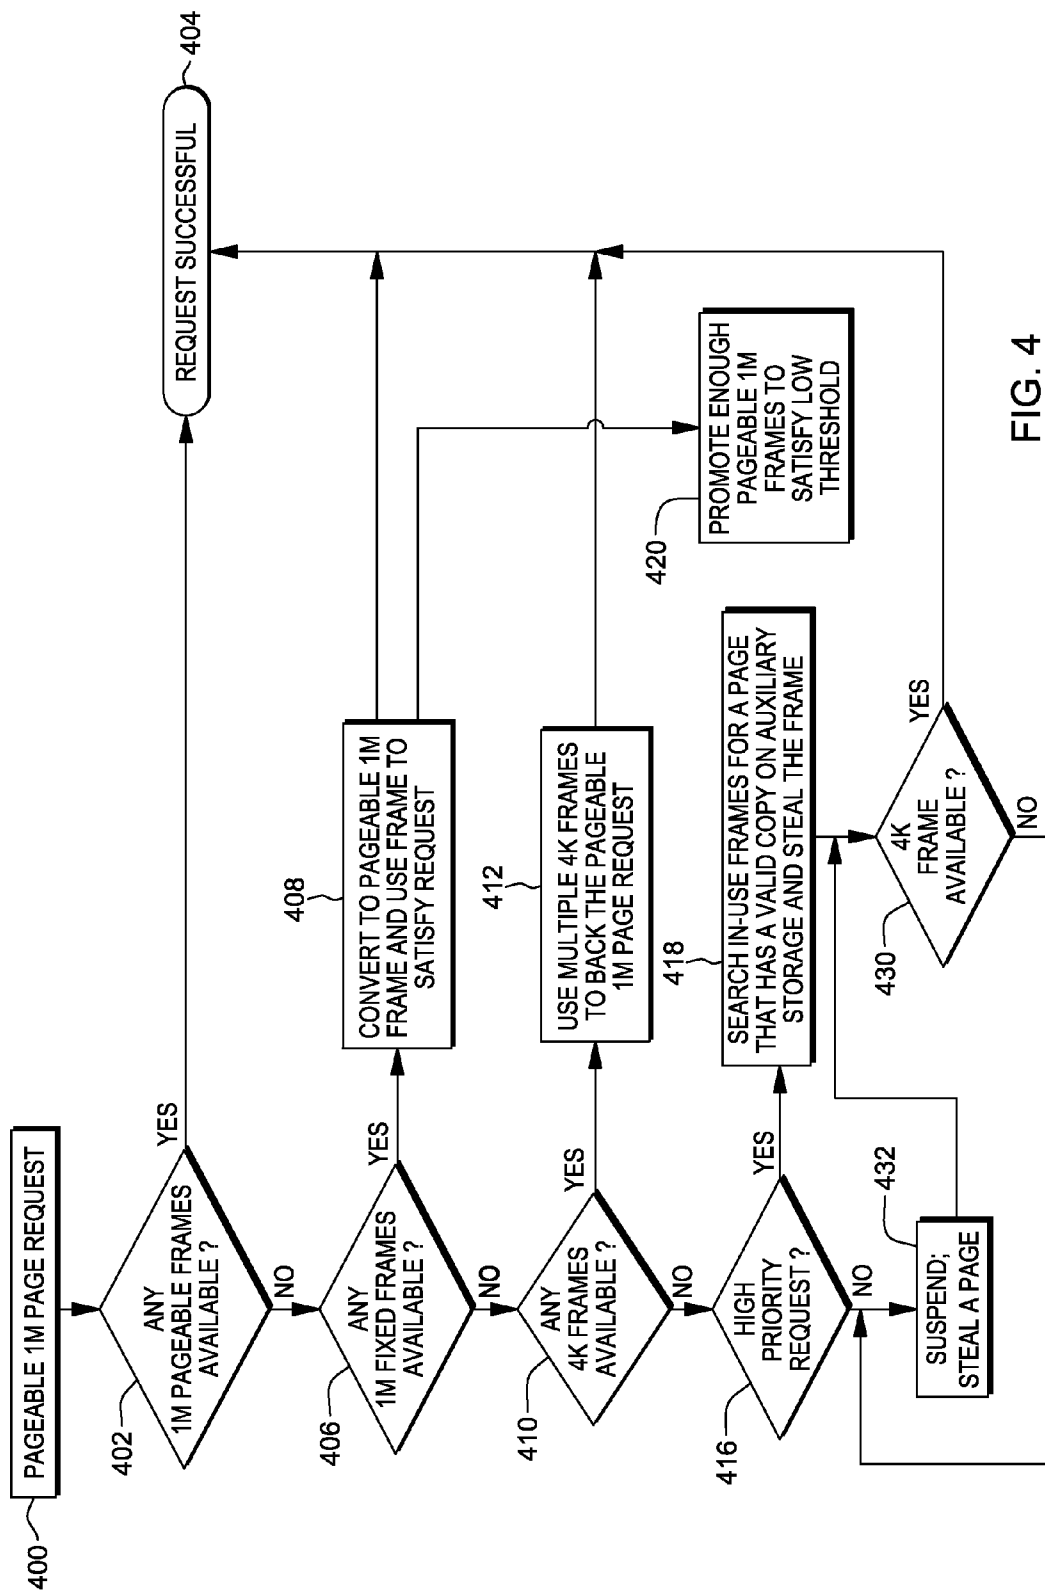 400
PAGEABLE 1M PAGE REQUEST
402
ANY
1M PAGEABLE FRAMES
AVAILABLE ?
YES
NO
REQUEST SUCCESSFUL
404
406
ANY
1M FIXED FRAMES
AVAILABLE ?
YES
NO
408
CONVERT TO PAGEABLE 1M
FRAME AND USE FRAME TO
SATISFY REQUEST
410
ANY
4K FRAMES
AVAILABLE ?
YES
NO
412
USE MULTIPLE 4K FRAMES
TO BACK THE PAGEABLE
1M PAGE REQUEST
420
PROMOTE ENOUGH
PAGEABLE 1M
FRAMES TO
SATISFY LOW
THRESHOLD
416
HIGH
PRIORITY
REQUEST ?
YES
NO
418
SEARCH IN-USE FRAMES FOR A PAGE
THAT HAS A VALID COPY ON AUXILIARY
STORAGE AND STEAL THE FRAME
432
SUSPEND;
STEAL A PAGE
430
4K
FRAME
AVAILABLE ?
YES
NO
FIG. 4